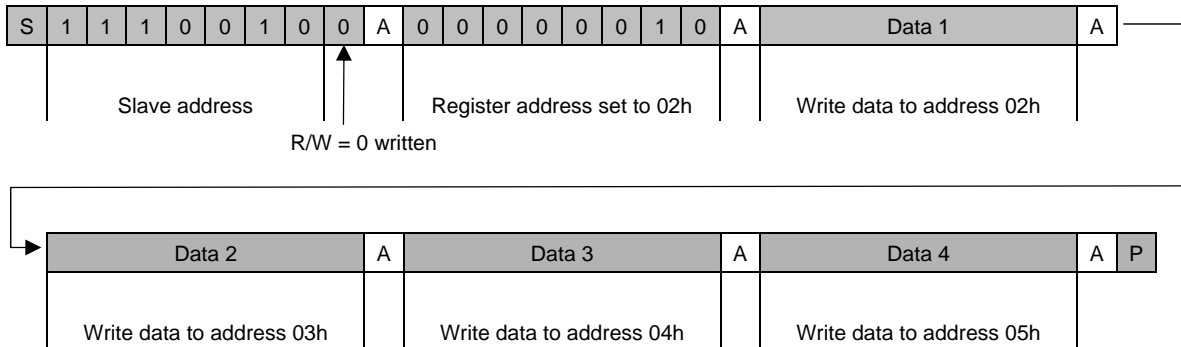 S 1 1 1 0 0 1 0 0 A 0 0 0 0 0 0 1 0 A Data 1 A
Slave address Register address set to 02h Write data to address 02h
R/W = 0 written
Data 2 A Data 3 A Data 4 A P
Write data to address 03h Write data to address 04h Write data to address 05h